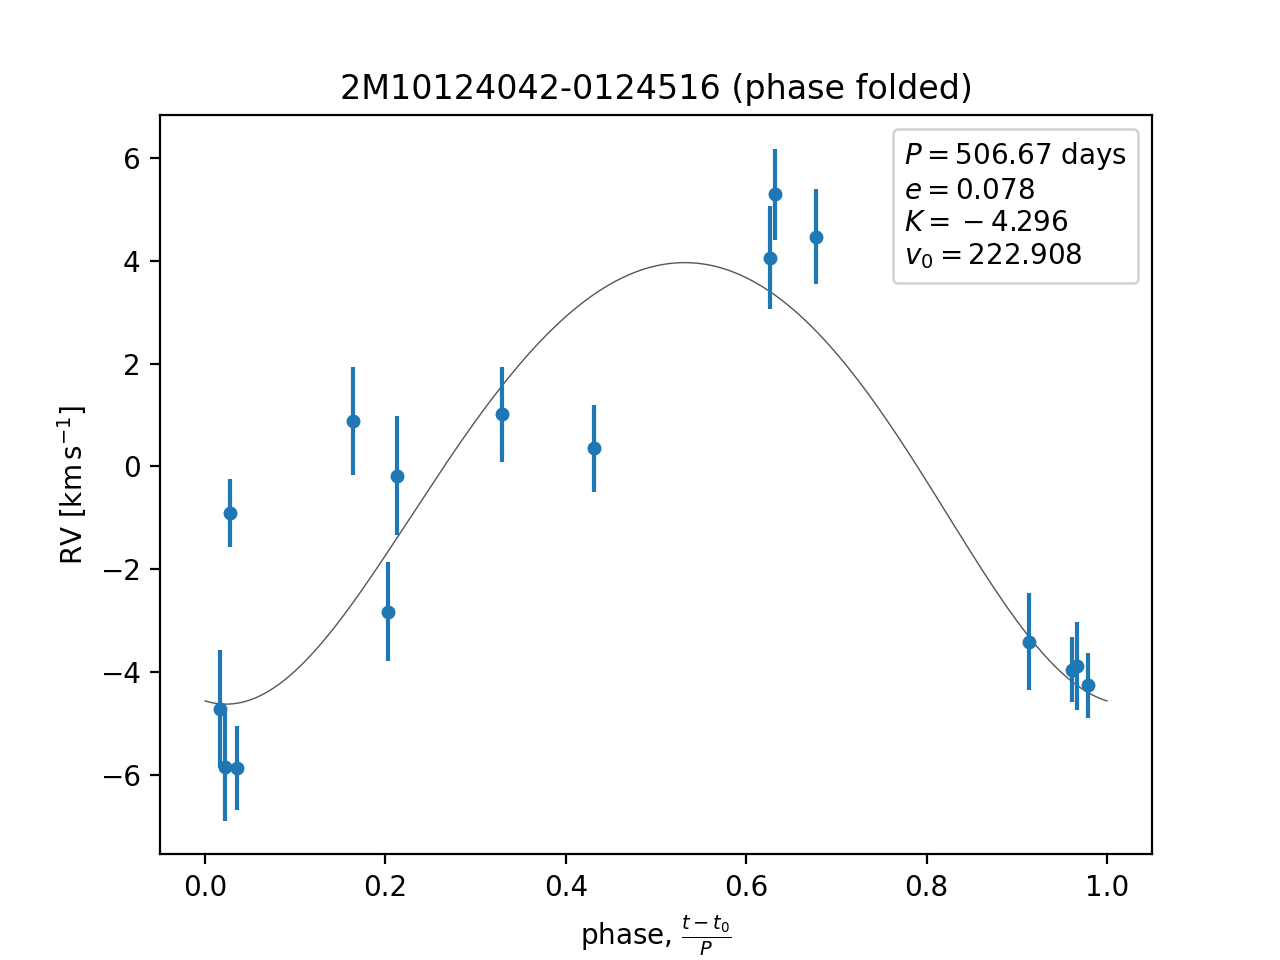 2M10124042-0124516 (phase folded)
P = 506.67 days
e = 0.078
K = −4.296
v₀ = 222.908
6
4
2
0
−2
−4
−6
RV [km s⁻¹]
0.0 0.2 0.4 0.6 0.8 1.0
phase, (t − t₀)/P